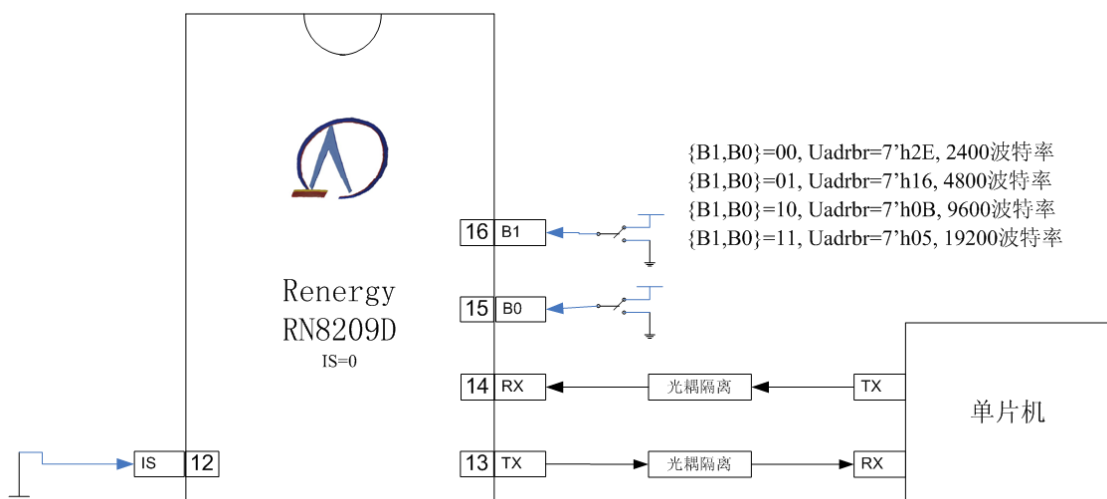 {B1,B0}=00, Uadrbr=7’h2E, 2400波特率
{B1,B0}=01, Uadrbr=7’h16, 4800波特率
{B1,B0}=10, Uadrbr=7’h0B, 9600波特率
{B1,B0}=11, Uadrbr=7’h05, 19200波特率
16 B1
Renergy
15 B0
RN8209D
IS=0
14 RX 光耦隔离 TX
单片机
IS 12 13 TX 光耦隔离 RX